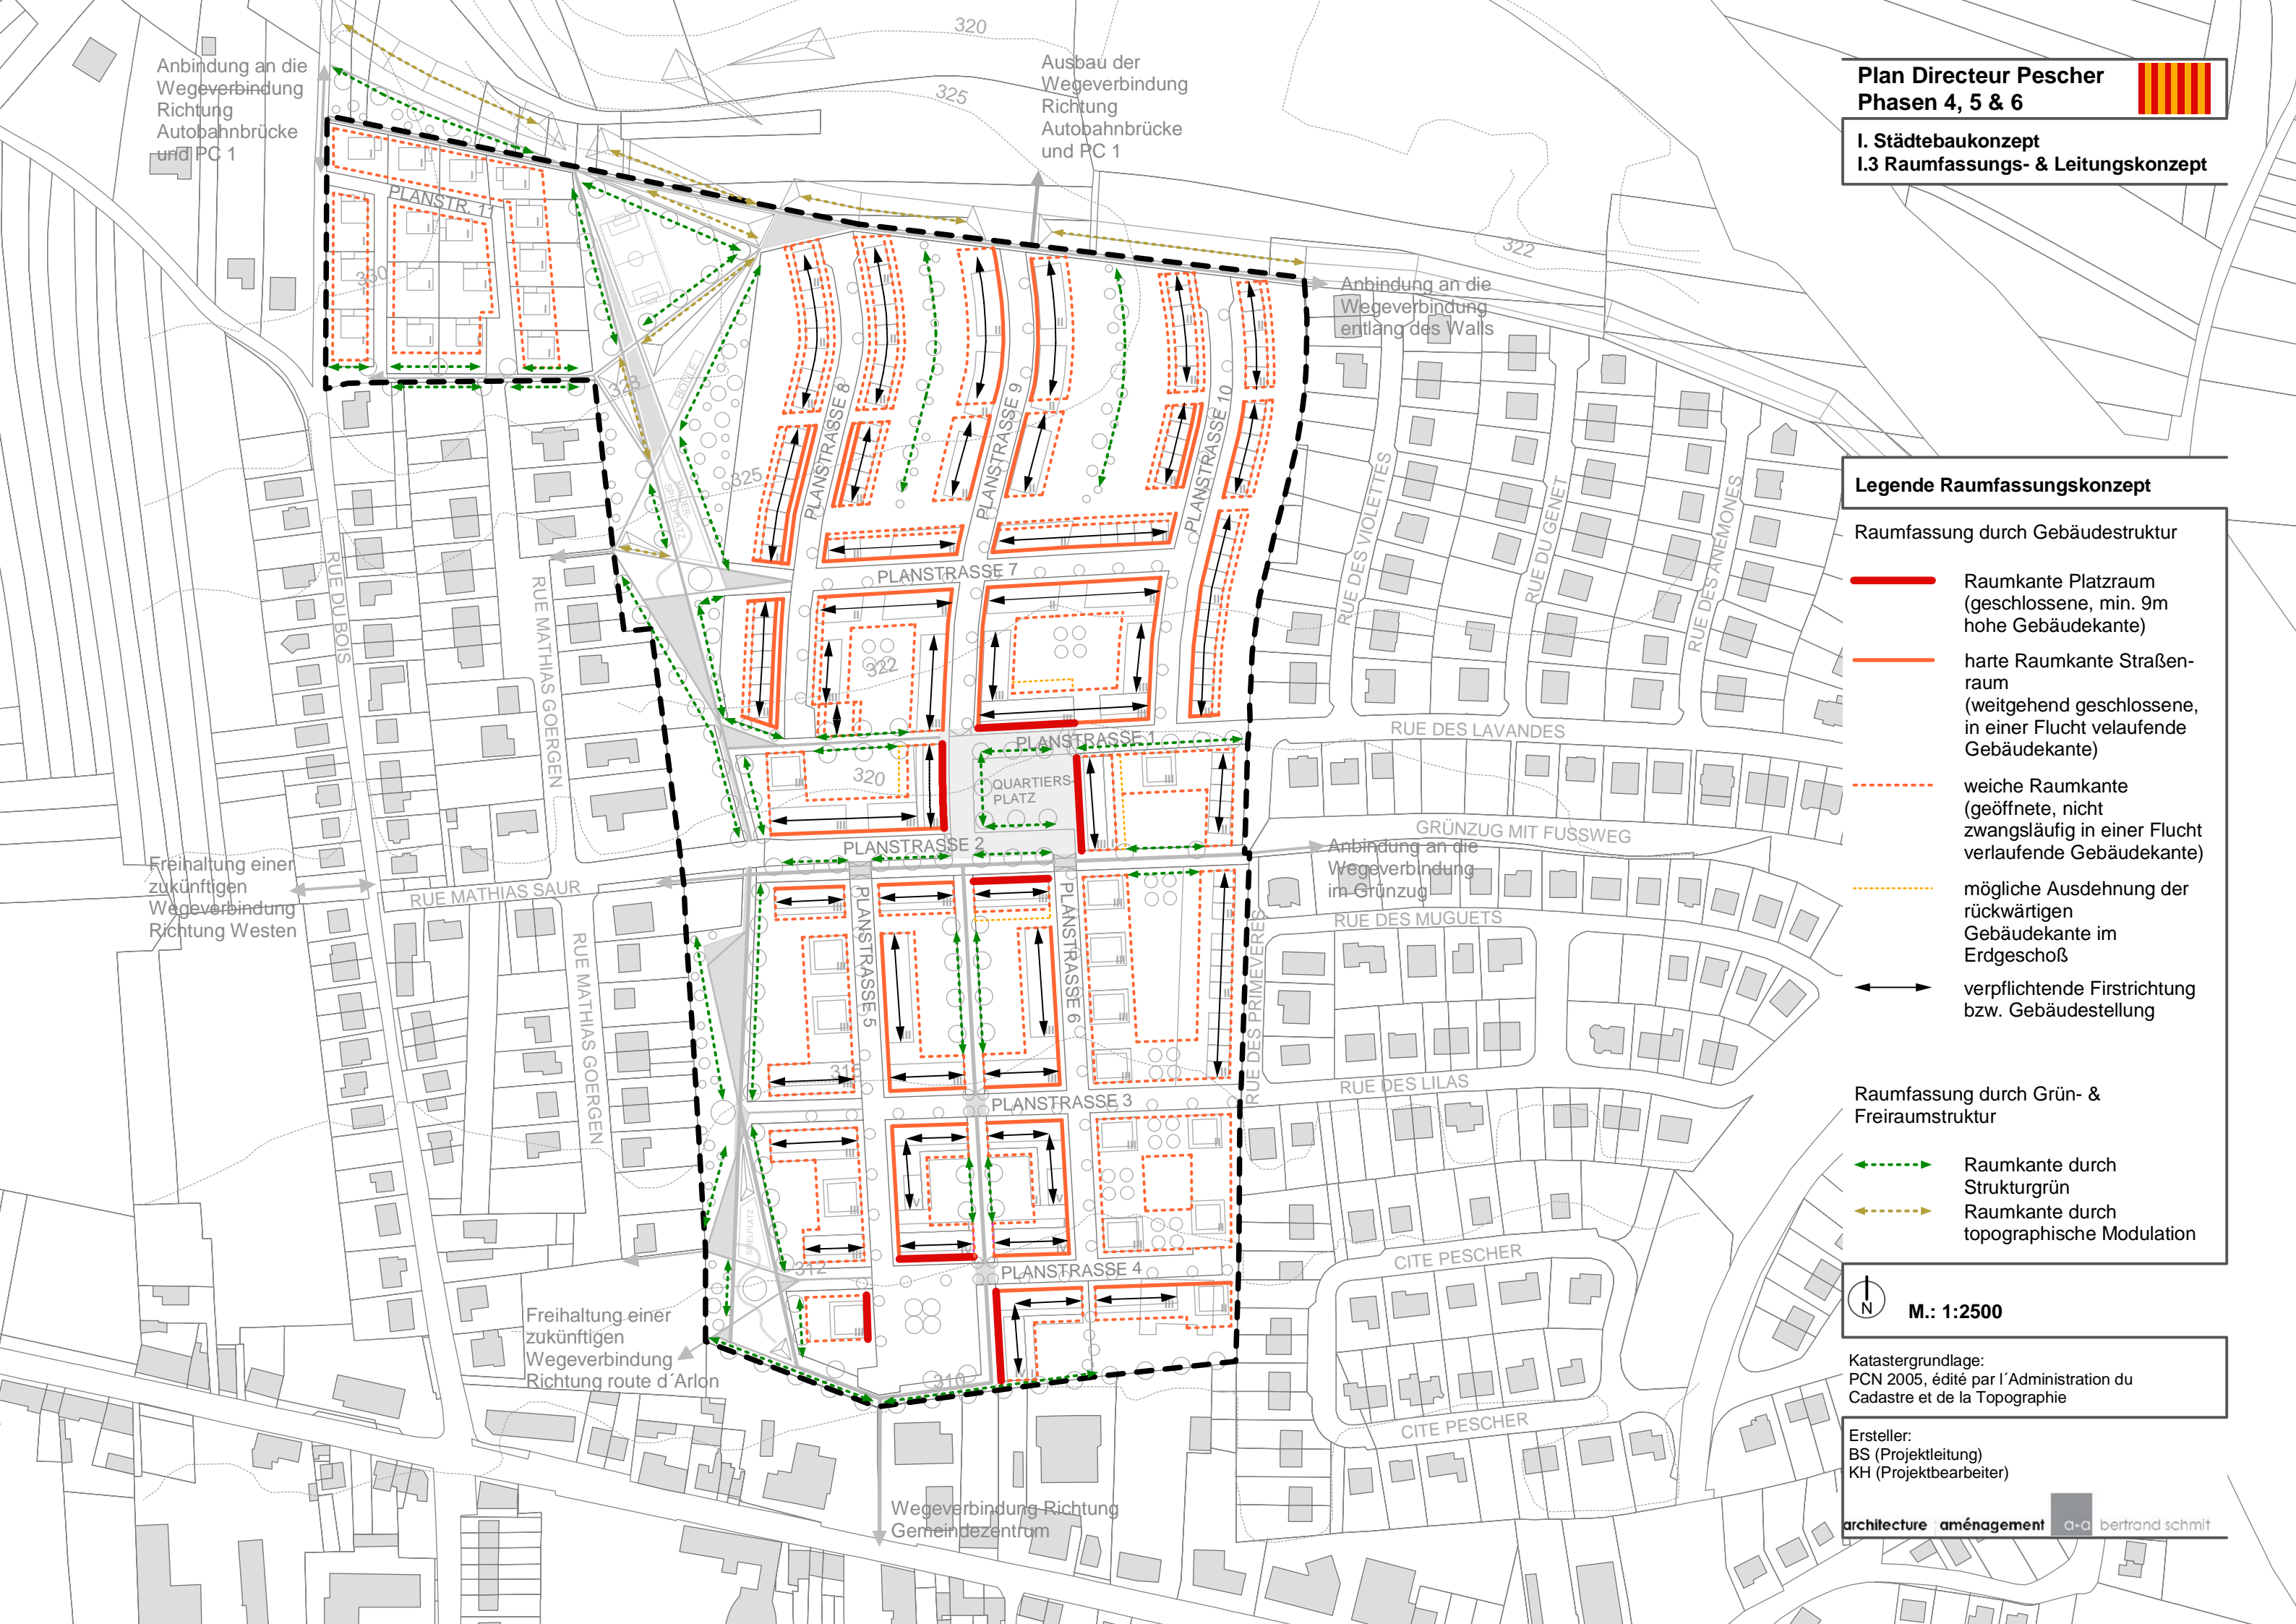 Plan Directeur Pescher
Phasen 4, 5 & 6
I. Städtebaukonzept
I.3 Raumfassungs- & Leitungskonzept
Legende Raumfassungskonzept
Raumfassung durch Gebäudestruktur
Raumkante Platzraum
(geschlossene, min. 9m
hohe Gebäudekante)
harte Raumkante Straßen-
raum
(weitgehend geschlossene,
in einer Flucht velaufende
Gebäudekante)
weiche Raumkante
(geöffnete, nicht
zwangsläufig in einer Flucht
verlaufende Gebäudekante)
mögliche Ausdehnung der
rückwärtigen
Gebäudekante im
Erdgeschoß
verpflichtende Firstrichtung
bzw. Gebäudestellung
Raumfassung durch Grün- &
Freiraumstruktur
Raumkante durch
Strukturgrün
Raumkante durch
topographische Modulation
N
M.: 1:2500
Katastergrundlage:
PCN 2005, édité par l´Administration du
Cadastre et de la Topographie
Ersteller:
BS (Projektleitung)
KH (Projektbearbeiter)
architecture aménagement a+a bertrand schmit
Anbindung an die
Wegeverbindung
Richtung
Autobahnbrücke
und PC 1
Ausbau der
Wegeverbindung
Richtung
Autobahnbrücke
und PC 1
320
325
322
Anbindung an die
Wegeverbindung
entlang des Walls
PLANSTR. 11
330
328
BOULE
325
PLANSTRASSE 8
PLANSTRASSE 9
PLANSTRASSE 10
PLANSTRASSE 7
322
PLANSTRASSE 1
320
QUARTIERS-
PLATZ
PLANSTRASSE 2
PLANSTRASSE 5
PLANSTRASSE 6
PLANSTRASSE 3
SPIELPLATZ
312
PLANSTRASSE 4
310
RUE DU BOIS
RUE MATHIAS GOERGEN
RUE MATHIAS SAUR
RUE MATHIAS GOERGEN
RUE DES VIOLETTES
RUE DU GENET
RUE DES ANEMONES
RUE DES LAVANDES
GRÜNZUG MIT FUSSWEG
Anbindung an die
Wegeverbindung
im Grünzug
RUE DES MUGUETS
RUE DES PRIMEVERES
RUE DES LILAS
CITE PESCHER
CITE PESCHER
Freihaltung einer
zukünftigen
Wegeverbindung
Richtung Westen
Freihaltung einer
zukünftigen
Wegeverbindung
Richtung route d´Arlon
Wegeverbindung Richtung
Gemeindezentrum